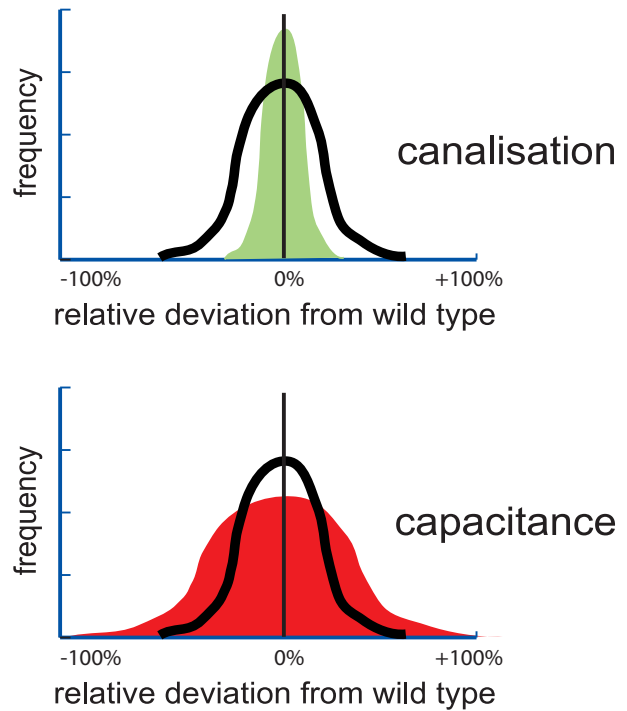 frequency
canalisation
-100% 0% +100%
relative deviation from wild type
frequency
capacitance
-100% 0% +100%
relative deviation from wild type